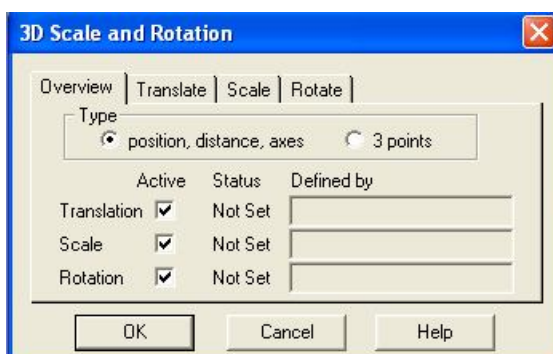 3D Scale and Rotation
Overview Translate Scale Rotate
Type
position, distance, axes 3 points
Active Status Defined by
Translation Not Set
Scale Not Set
Rotation Not Set
OK Cancel Help